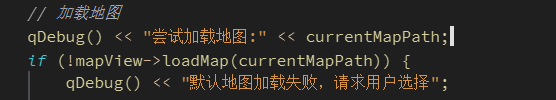 // 加载地图
qDebug() << "尝试加载地图:" << currentMapPath;
if (!mapView->loadMap(currentMapPath)) {
qDebug() << "默认地图加载失败，请求用户选择";